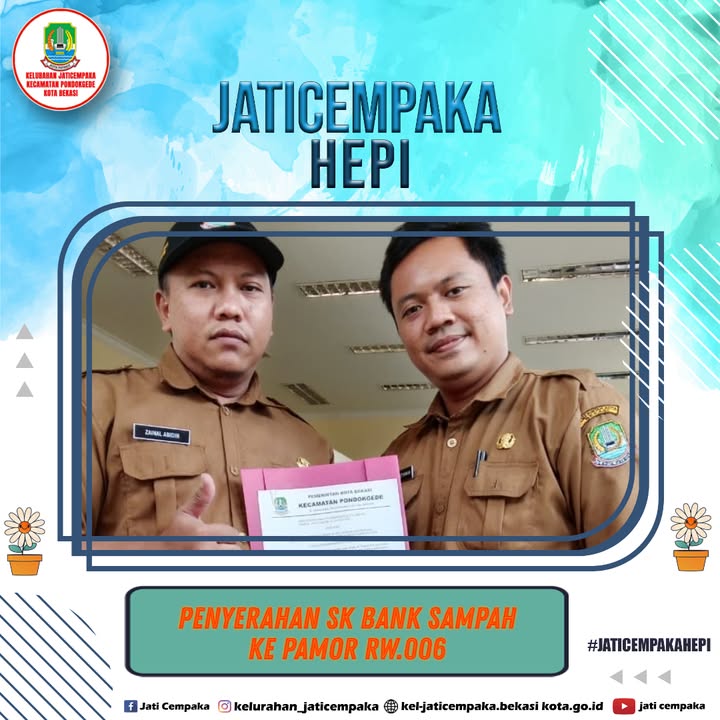 KELURAHAN JATICEMPAKA
KECAMATAN PONDOKGEDE
KOTA BEKASI
JATICEMPAKA
HEPI
ZAINAL ABIDIN
PEMERINTAH KOTA BEKASI
KECAMATAN PONDOKGEDE
PENYERAHAN SK BANK SAMPAH
KE PAMOR RW.006
#JATICEMPAKAHEPI
Jati Cempaka kelurahan_jaticempaka kel-jaticempaka.bekasi kota.go.id jati cempaka